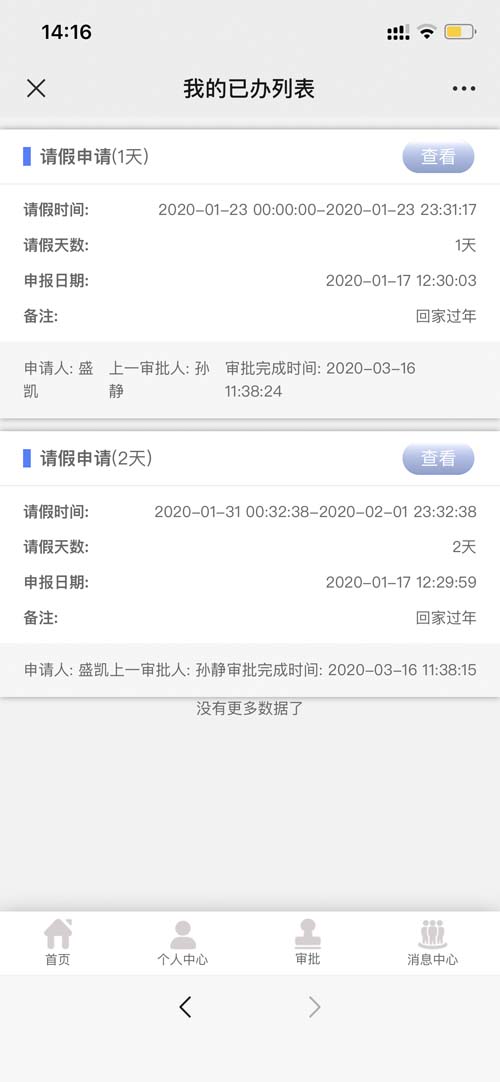 14:16
我的已办列表
请假申请(1天)
查看
请假时间: 2020-01-23 00:00:00-2020-01-23 23:31:17
请假天数: 1天
申报日期: 2020-01-17 12:30:03
备注: 回家过年
申请人: 盛凯 上一审批人: 孙静 审批完成时间: 2020-03-16 11:38:24
请假申请(2天)
查看
请假时间: 2020-01-31 00:32:38-2020-02-01 23:32:38
请假天数: 2天
申报日期: 2020-01-17 12:29:59
备注: 回家过年
申请人: 盛凯上一审批人: 孙静审批完成时间: 2020-03-16 11:38:15
没有更多数据了
首页
个人中心
审批
消息中心